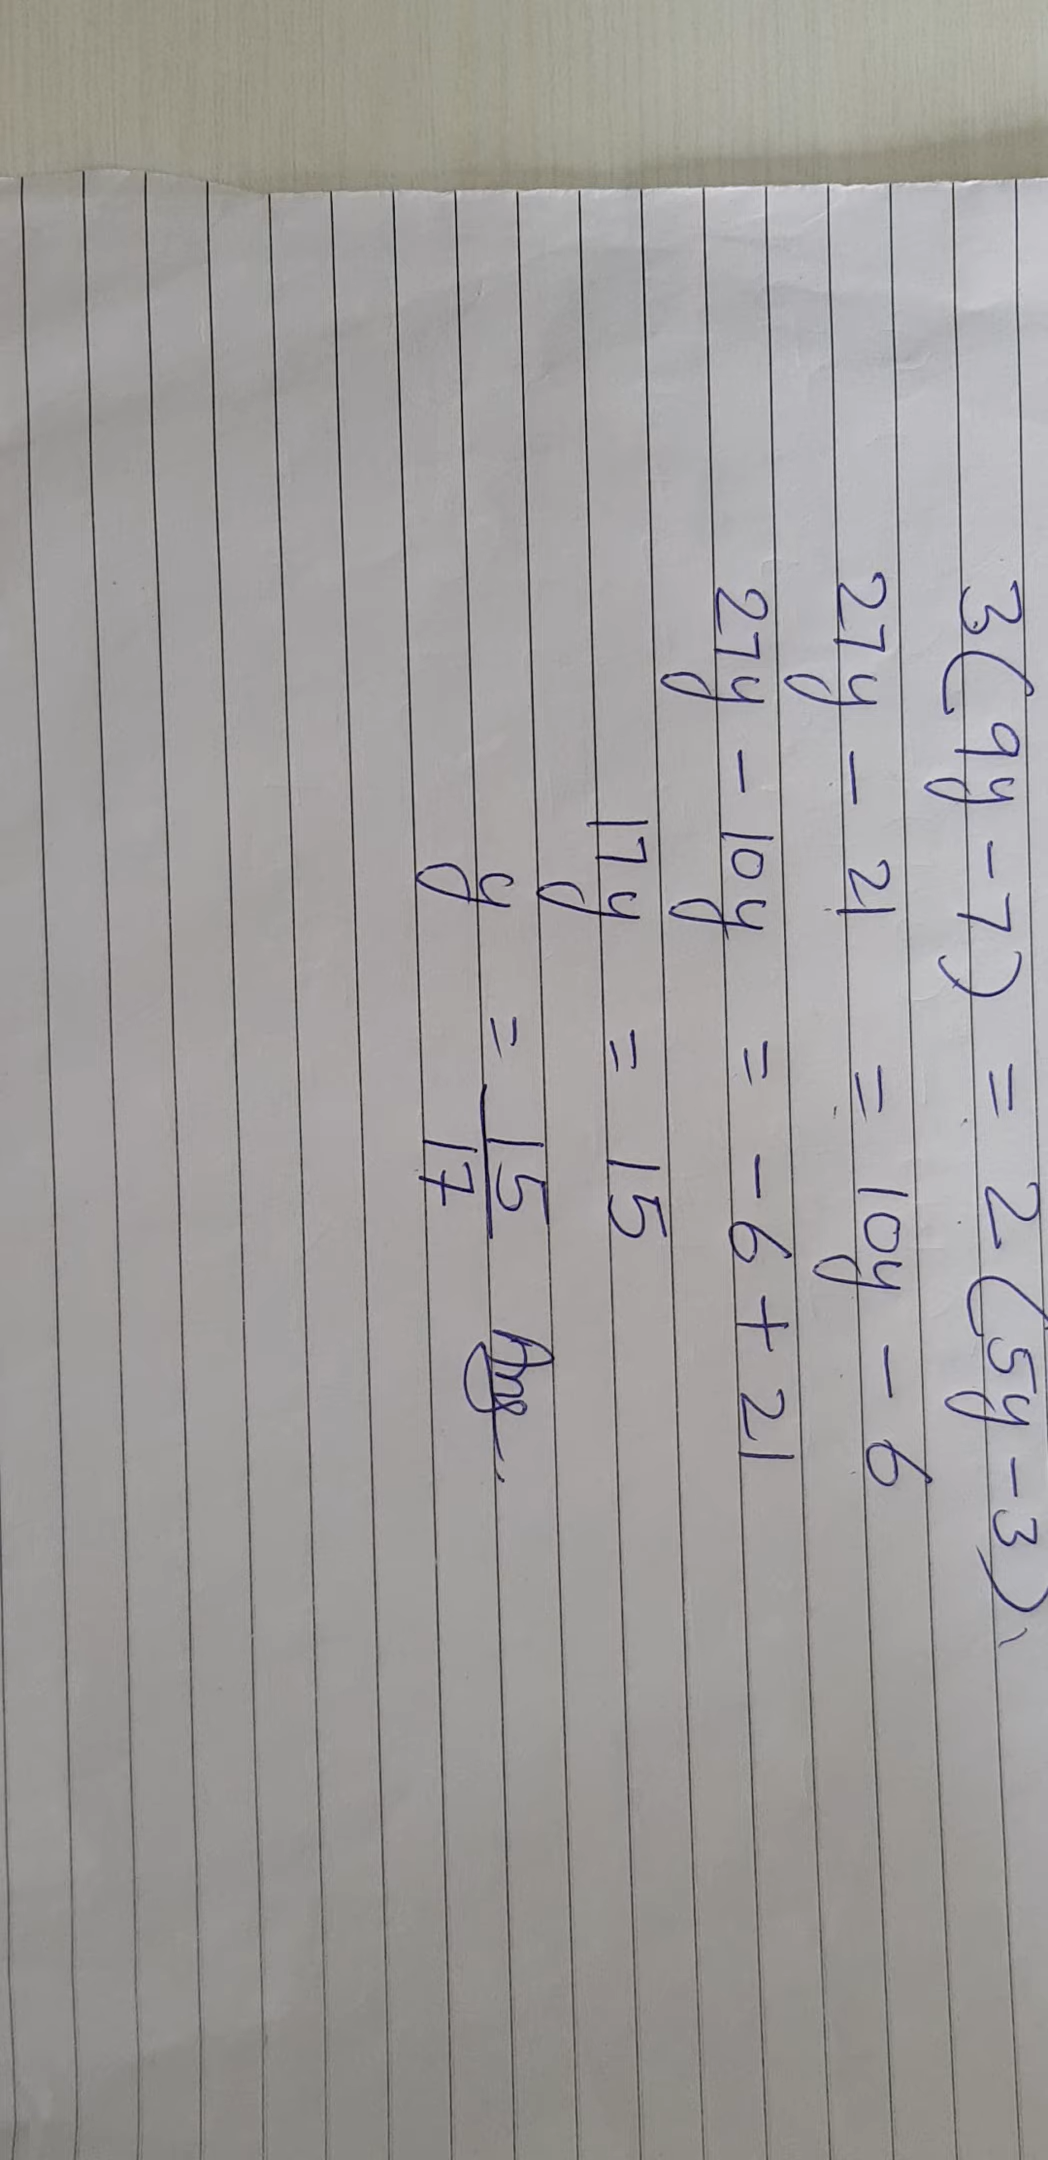 3(9y-7) = 2(5y-3)
27y - 21 = 10y - 6
27y - 10y = -6 + 21
17y = 15
y = 15/17 Ans.